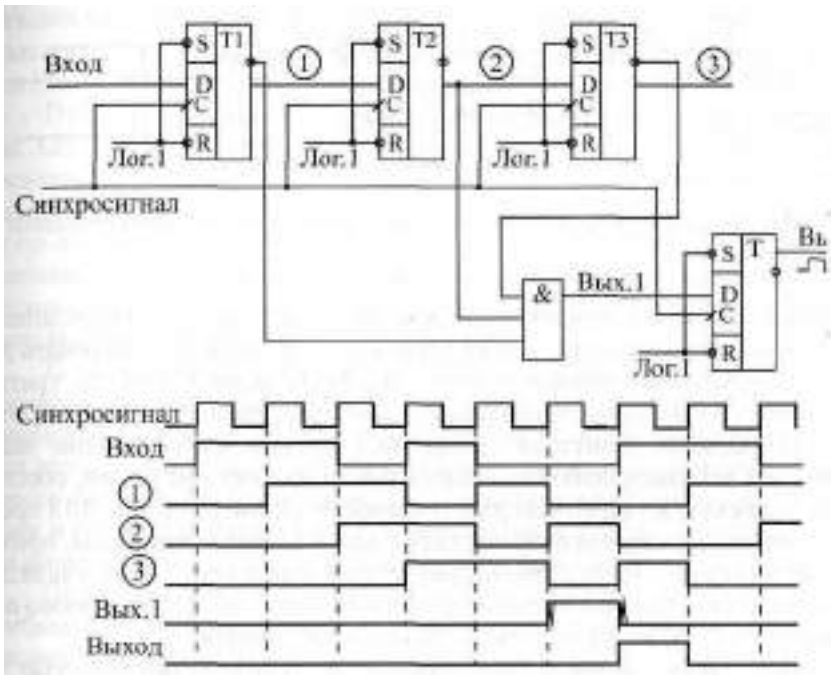 Вход
S T1
D
C
R
Лог.1
①
S T2
D
C
R
Лог.1
②
S T3
D
C
R
Лог.1
③
Синхросигнал
&
Вых.1
S T
D
C
R
Лог.1
Вы
Синхросигнал
Вход
①
②
③
Вых.1
Выход